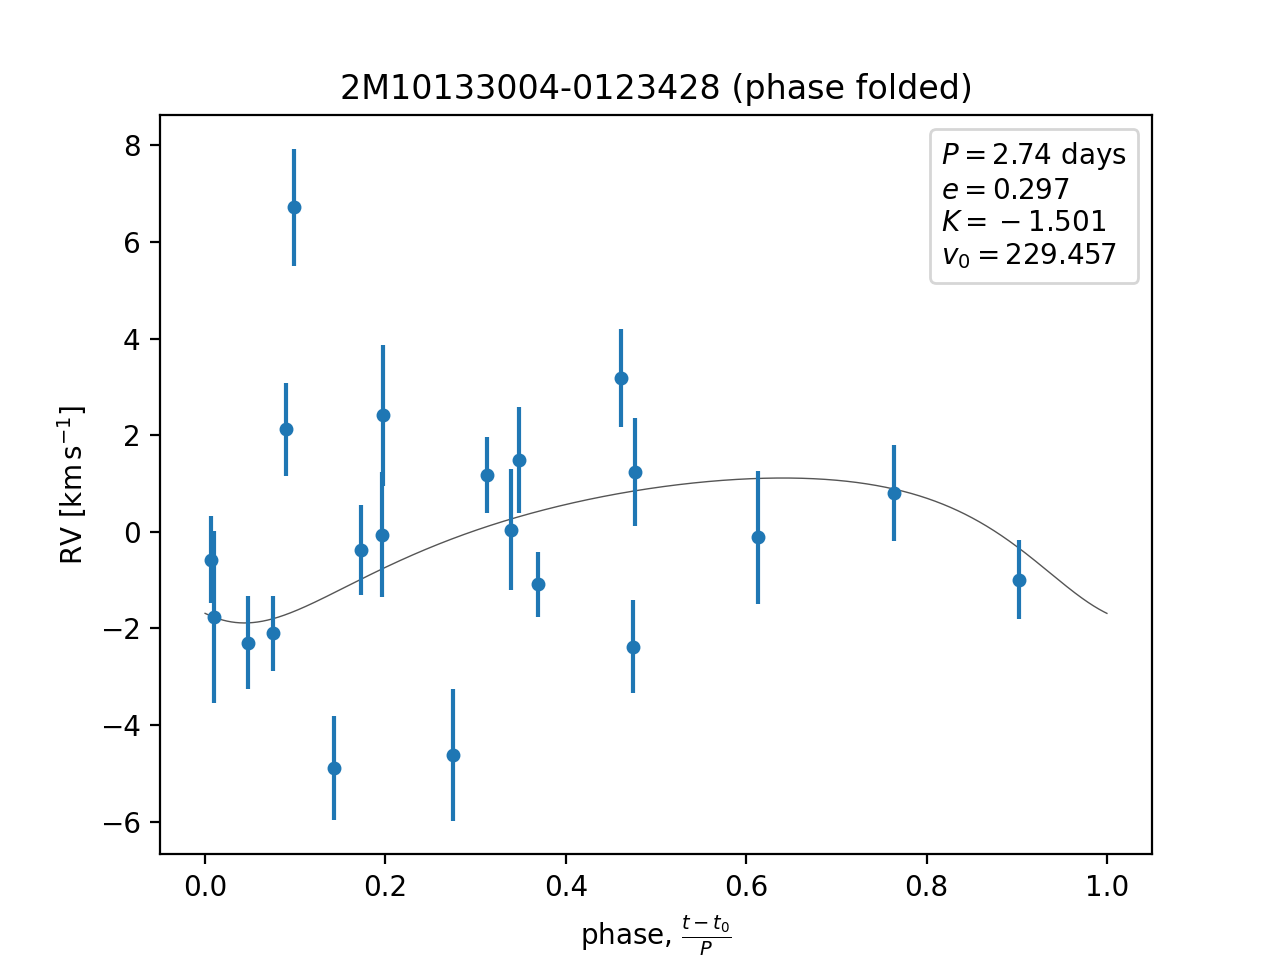 2M10133004-0123428 (phase folded)
P = 2.74 days
e = 0.297
K = −1.501
v₀ = 229.457
RV [km s⁻¹]
8
6
4
2
0
−2
−4
−6
0.0 0.2 0.4 0.6 0.8 1.0
phase, (t − t₀)/P